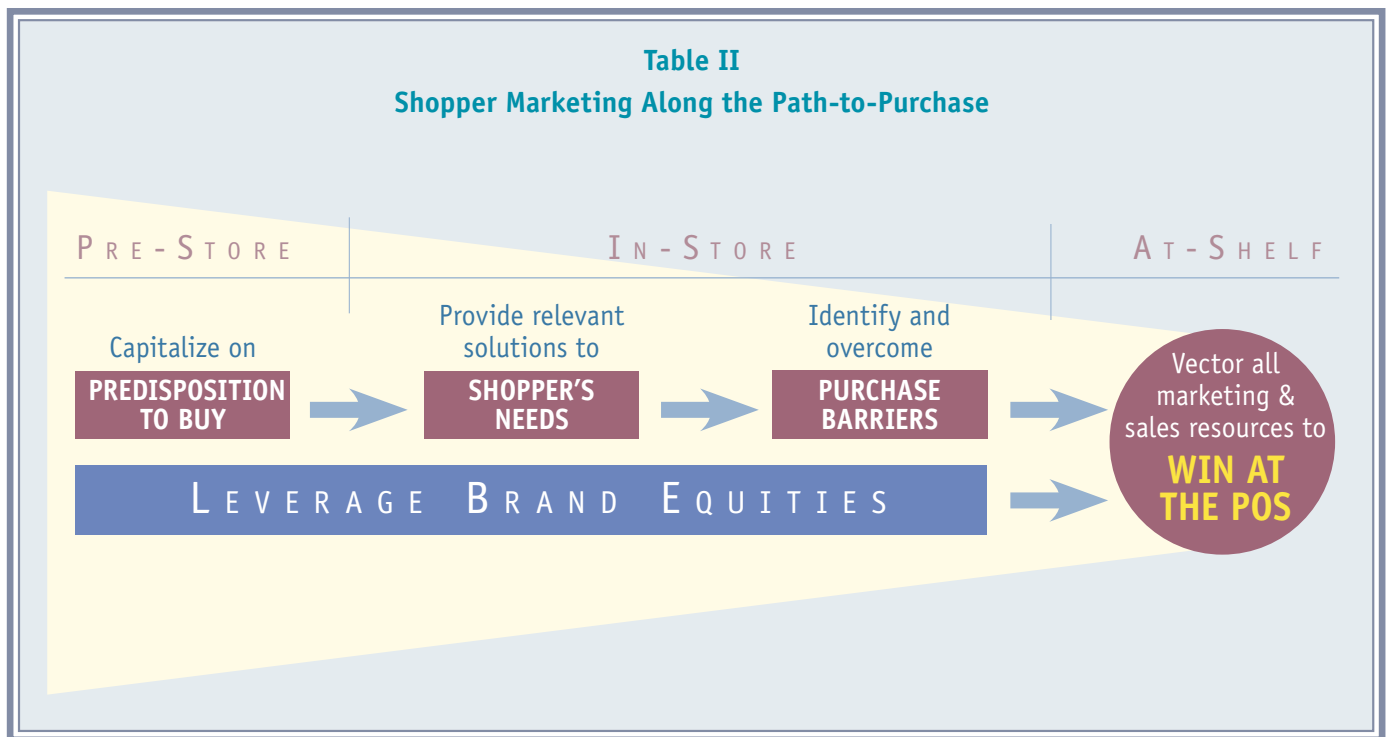 Table II
Shopper Marketing Along the Path-to-Purchase
PRE-STORE
IN-STORE
AT-SHELF
Capitalize on
PREDISPOSITION
TO BUY
Provide relevant
solutions to
SHOPPER'S
NEEDS
Identify and
overcome
PURCHASE
BARRIERS
LEVERAGE BRAND EQUITIES
Vector all
marketing &
sales resources to
WIN AT
THE POS